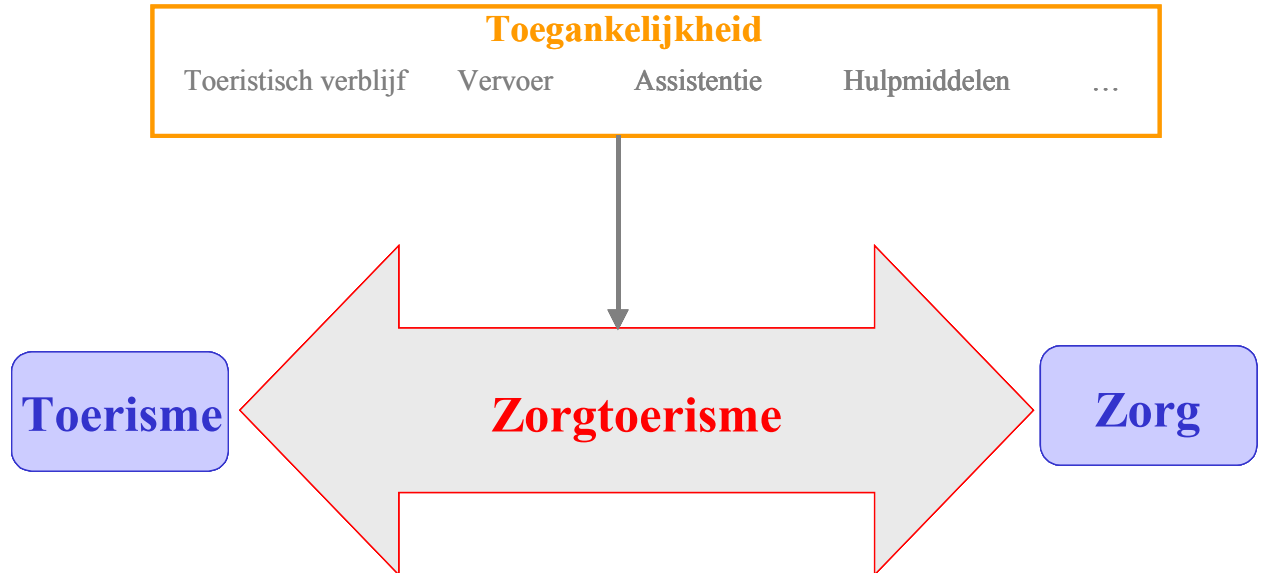 Toegankelijkheid
Toeristisch verblijf Vervoer Assistentie Hulpmiddelen …
Toerisme Zorgtoerisme Zorg